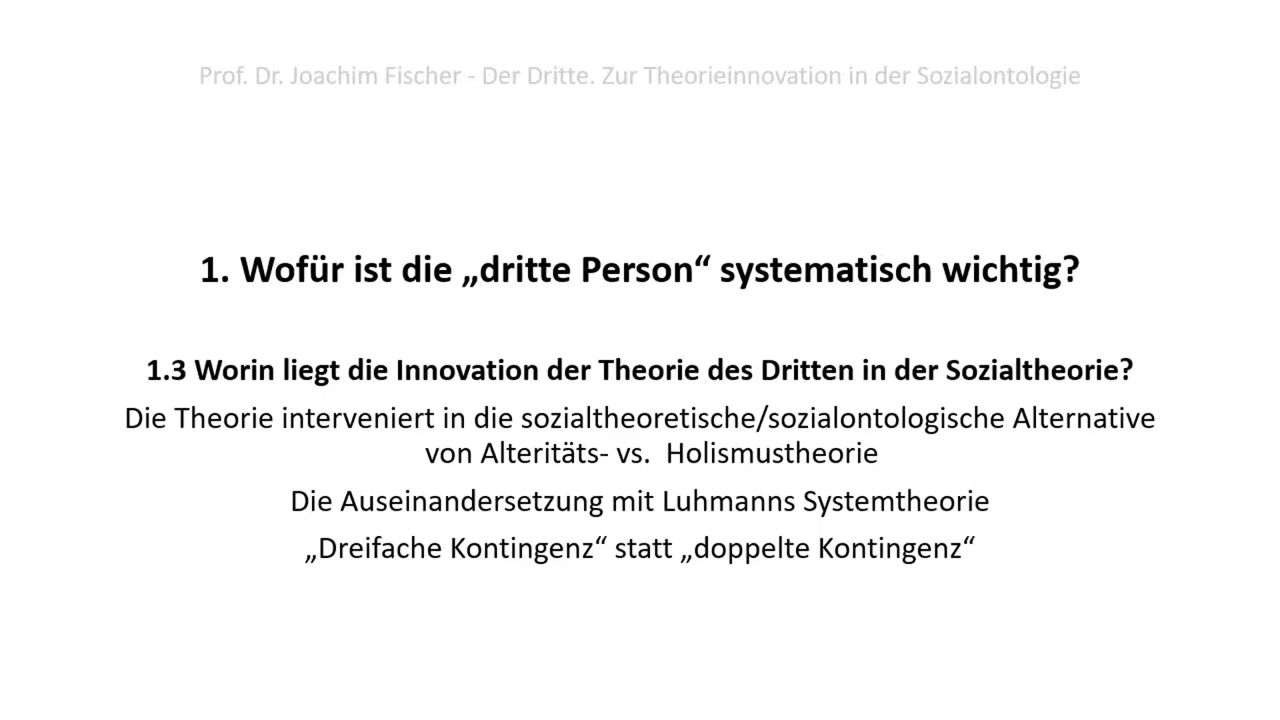 Prof. Dr. Joachim Fischer - Der Dritte. Zur Theorieinnovation in der Sozialontologie
1. Wofür ist die „dritte Person“ systematisch wichtig?
1.3 Worin liegt die Innovation der Theorie des Dritten in der Sozialtheorie?
Die Theorie interveniert in die sozialtheoretische/sozialontologische Alternative
von Alteritäts- vs. Holismustheorie
Die Auseinandersetzung mit Luhmanns Systemtheorie
„Dreifache Kontingenz“ statt „doppelte Kontingenz“